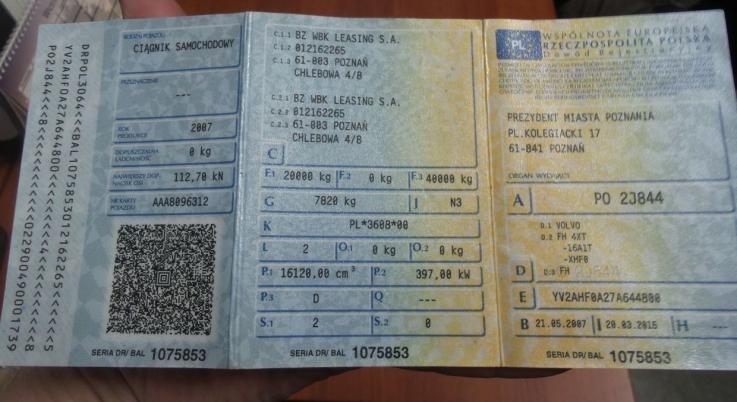 DRPOL3064<<<BAL1075853012162265<<<<<5
YV2AHF0A27A644800<<<<<<<<022900490001739
PO2J844<<<8<<<<<<<<<<<<<<<<<<8
RODZAJ POJAZDU
CIĄGNIK SAMOCHODOWY
PRZEZNACZENIE
---
ROK PRODUKCJI 2007
DOPUSZCZALNA ŁADOWNOŚĆ 0 kg
NAJWIĘKSZY DOP. NACISK OSI 112,70 kN
NR KARTY POJAZDU AAA8096312
SERIA DR/ BAL 1075853
C.1.1 BZ WBK LEASING S.A.
C.1.2 012162265
C.1.3 61-003 POZNAŃ
CHLEBOWA 4/8
C.2.1 BZ WBK LEASING S.A.
C.2.2 012162265
C.2.3 61-003 POZNAŃ
CHLEBOWA 4/8
C
F.1 20000 kg F.2 0 kg F.3 40000 kg
G 7820 kg J N3
K PL*3608*00
L 2 O.1 0 kg O.2 0 kg
P.1 16120,00 cm³ P.2 397,00 kW
P.3 D Q ---
S.1 2 S.2 0
SERIA DR/ BAL 1075853
PL
WSPÓLNOTA EUROPEJSKA
RZECZPOSPOLITA POLSKA
Dowód Rejestracyjny
PREZYDENT MIASTA POZNANIA
PL.KOLEGIACKI 17
61-841 POZNAŃ
ORGAN WYDAJĄCY
A PO 2J844
D.1 VOLVO
D.2 FH 4XT
-16A1T
-XHF0
D D.3 FH
E YV2AHF0A27A644800
B 21.05.2007 I 20.03.2015 H ---
SERIA DR/ BAL 1075853